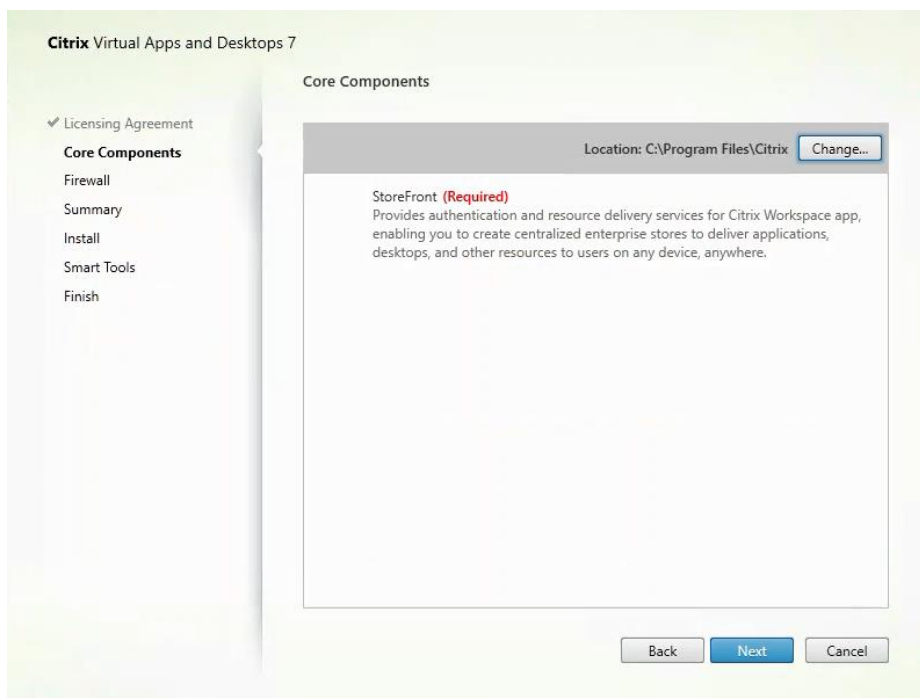 Citrix Virtual Apps and Desktops 7
Core Components
✔ Licensing Agreement
Core Components
Firewall
Summary
Install
Smart Tools
Finish
Location: C:\Program Files\Citrix
Change...
StoreFront (Required)
Provides authentication and resource delivery services for Citrix Workspace app,
enabling you to create centralized enterprise stores to deliver applications,
desktops, and other resources to users on any device, anywhere.
Back
Next
Cancel